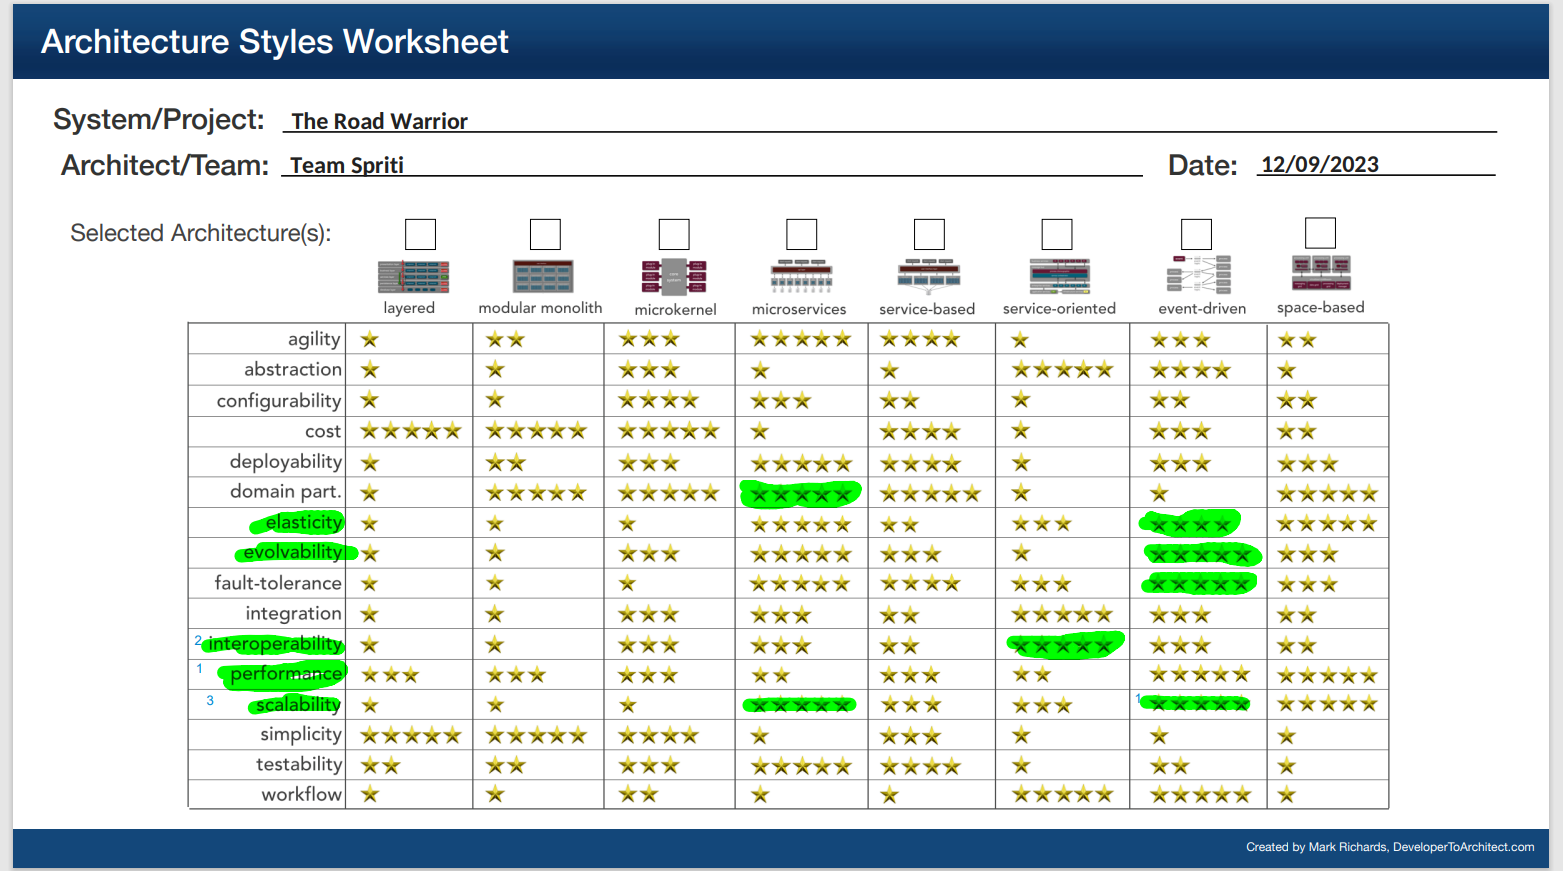 Architecture Styles Worksheet
System/Project: The Road Warrior
Architect/Team: Team Spriti Date: 12/09/2023
Selected Architecture(s):
layered modular monolith microkernel microservices service-based service-oriented event-driven space-based
agility
abstraction
configurability
cost
deployability
domain part.
elasticity
evolvability
fault-tolerance
integration
2 interoperability
1 performance
3 scalability 1
simplicity
testability
workflow
Created by Mark Richards, DeveloperToArchitect.com